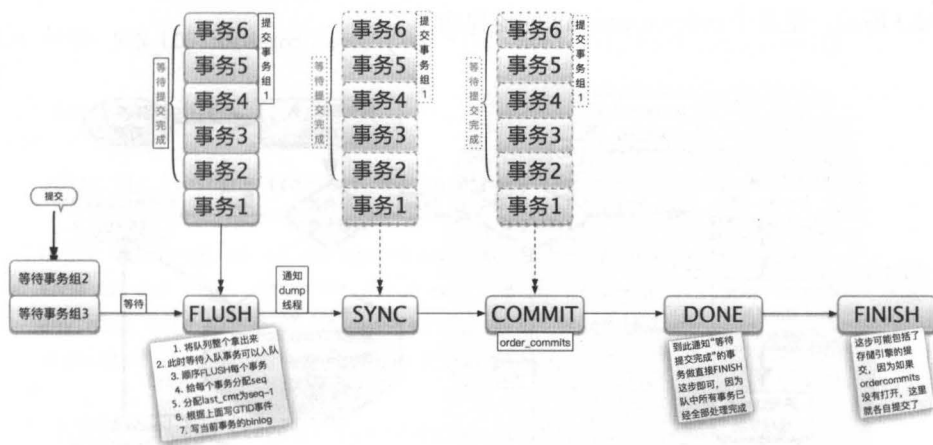 事务6
事务5
事务4
事务3
事务2
事务1
提交事务组1
等待提交完成
事务6
事务5
事务4
事务3
事务2
事务1
提交事务组1
等待提交完成
事务6
事务5
事务4
事务3
事务2
事务1
提交事务组1
等待提交完成
提交
等待事务组2
等待事务组3
等待
FLUSH
通知
dump
线程
SYNC
COMMIT
order_commits
DONE
FINISH
1. 将队列整个拿出来
2. 此时等待入队事务可以入队
3. 顺序FLUSH每个事务
4. 给每个事务分配seq
5. 分配last_cmt为seq-1
6. 根据上面写GTID事件
7. 写当前事务的binlog
到此通知“等待
提交完成”的事
务做直接FINISH
这步即可，因为
队中所有事务已
经全部处理完成
这步可能包括了
存储引擎的提
交，因为如果
ordercommits
没有打开，这里
就各自提交了